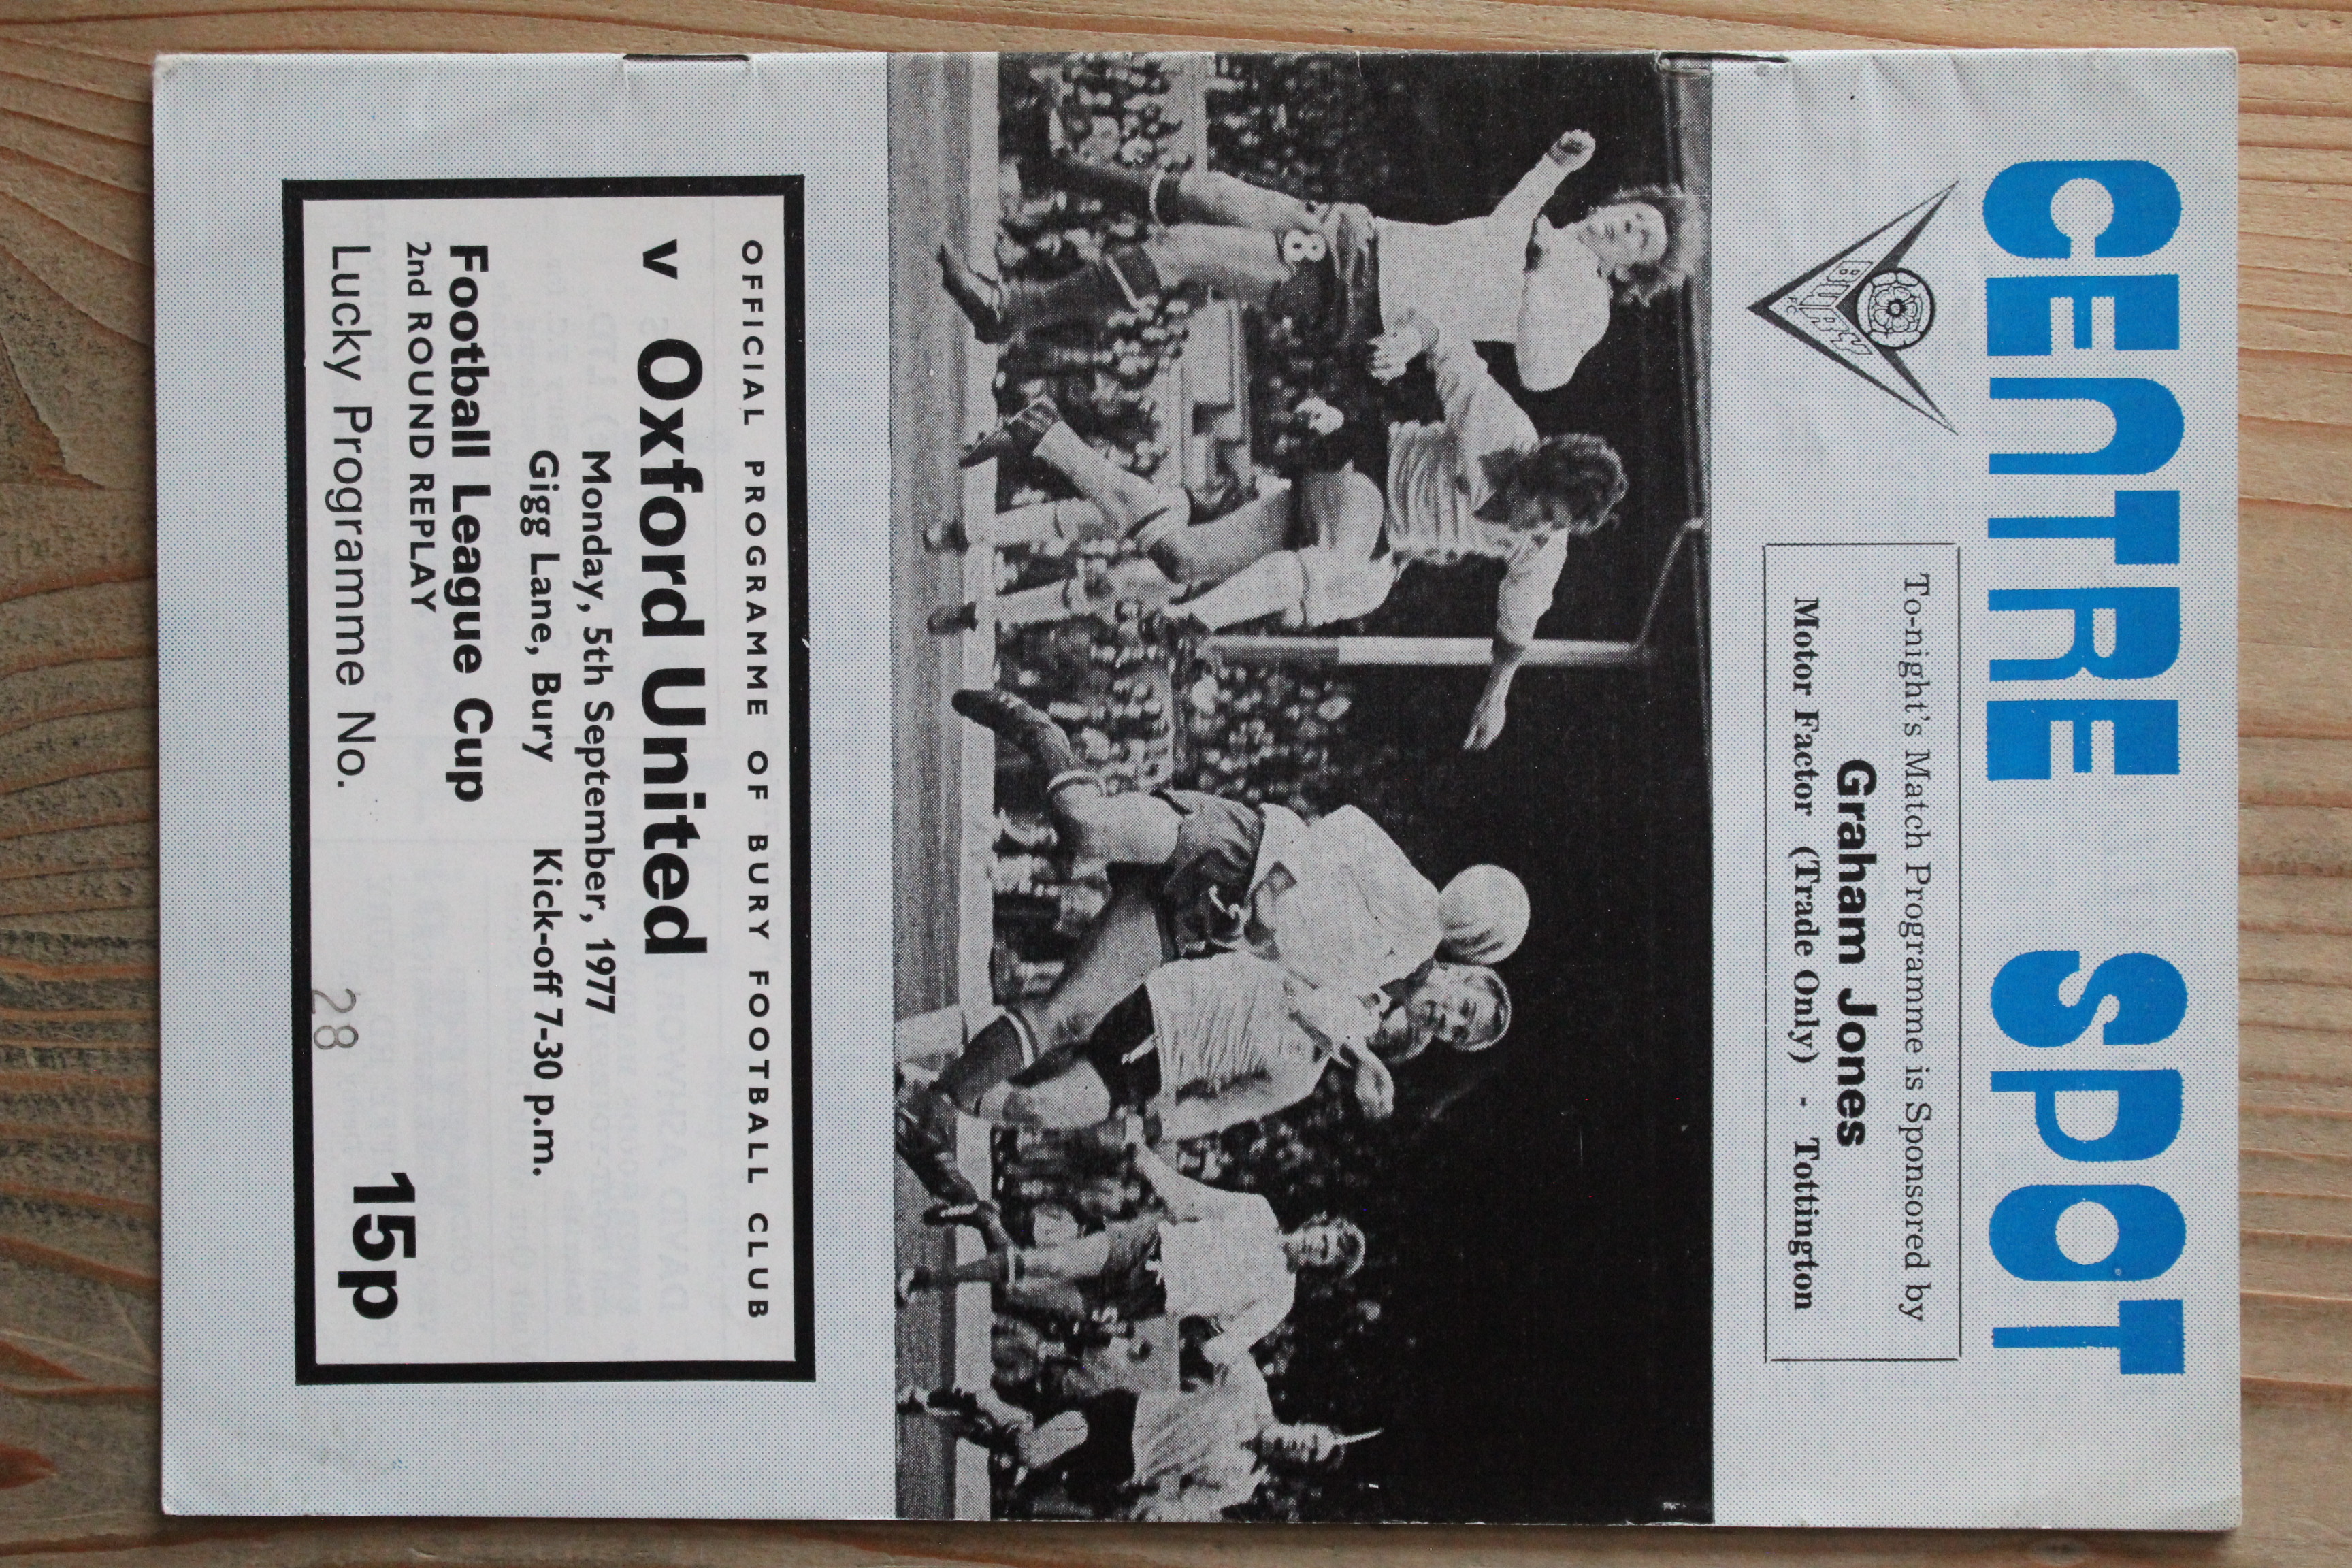 CENTRE SPOT
BURY
To-night's Match Programme is Sponsored by
Graham Jones
Motor Factor (Trade Only) - Tottington
8
OFFICIAL PROGRAMME OF BURY FOOTBALL CLUB
v Oxford United
Monday, 5th September, 1977
Gigg Lane, Bury Kick-off 7-30 p.m.
Football League Cup
2nd ROUND REPLAY
15p
Lucky Programme No. 28